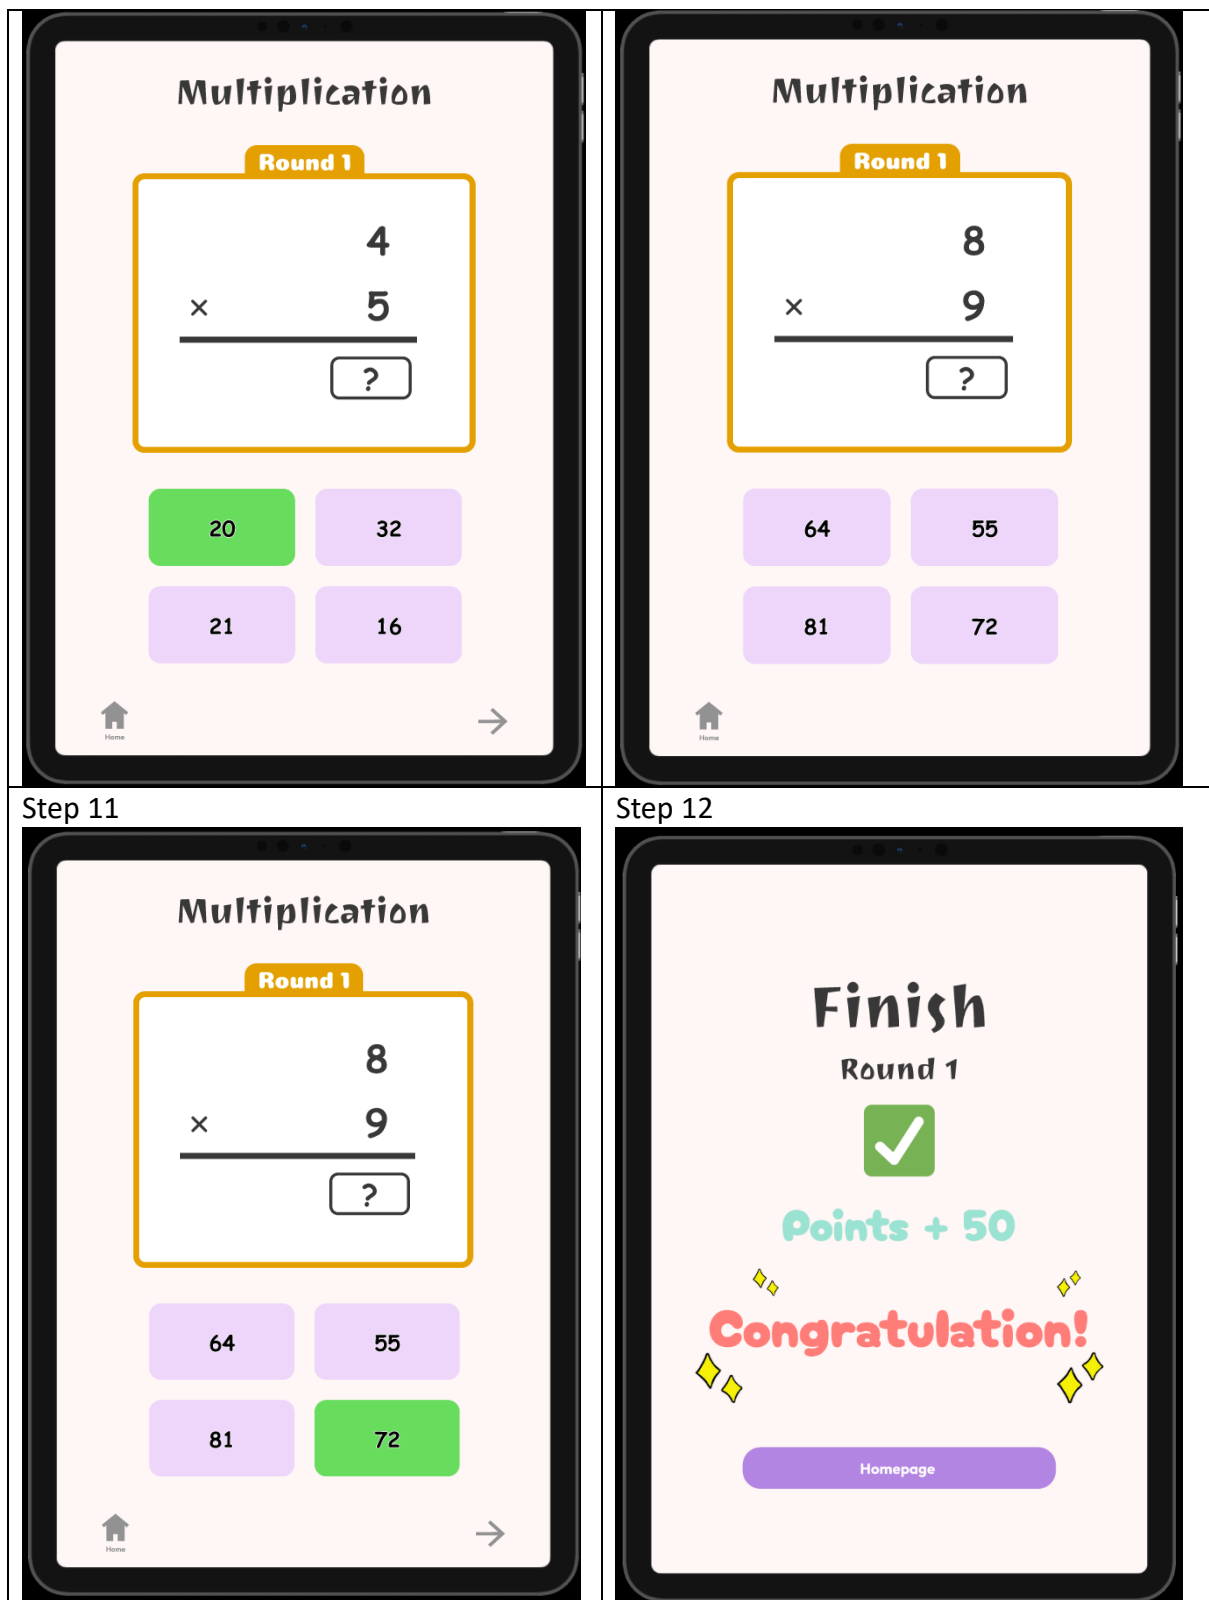 Multiplication
Round 1
4
× 5
?
20 32
21 16
Home
Multiplication
Round 1
8
× 9
?
64 55
81 72
Home
Step 11
Multiplication
Round 1
8
× 9
?
64 55
81 72
Home
Step 12
Finish
Round 1
Points + 50
Congratulation!
Homepage